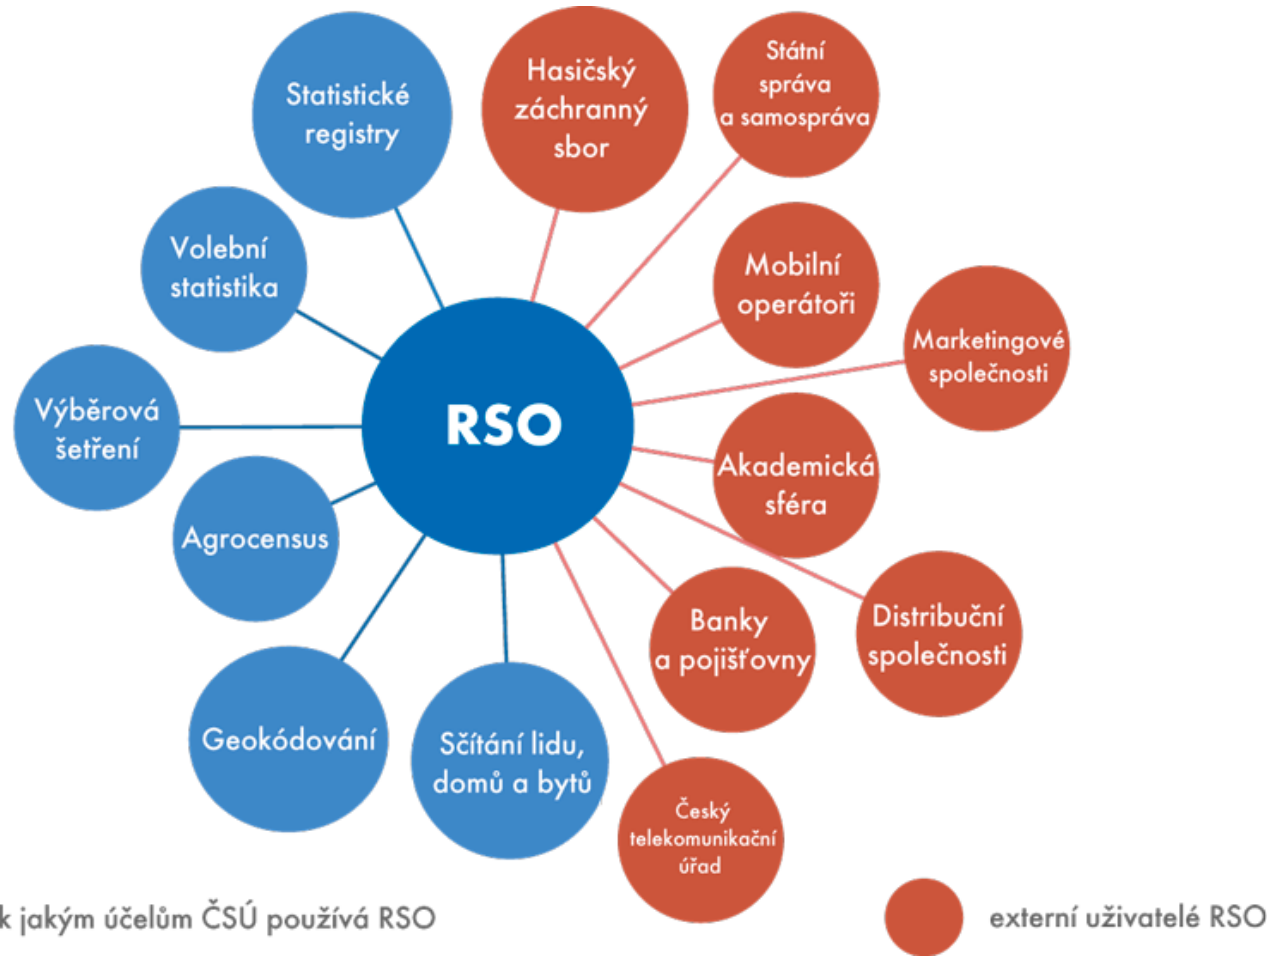 Statistické
registry
Hasičský
záchranný
sbor
Státní
správa
a samospráva
Volební
statistika
Mobilní
operátoři
Marketingové
společnosti
Výběrová
šetření
RSO
Akademická
sféra
Agrocensus
Banky
a pojišťovny
Distribuční
společnosti
Geokódování
Sčítání lidu,
domů a bytů
Český
telekomunikační
úřad
k jakým účelům ČSÚ používá RSO
externí uživatelé RSO